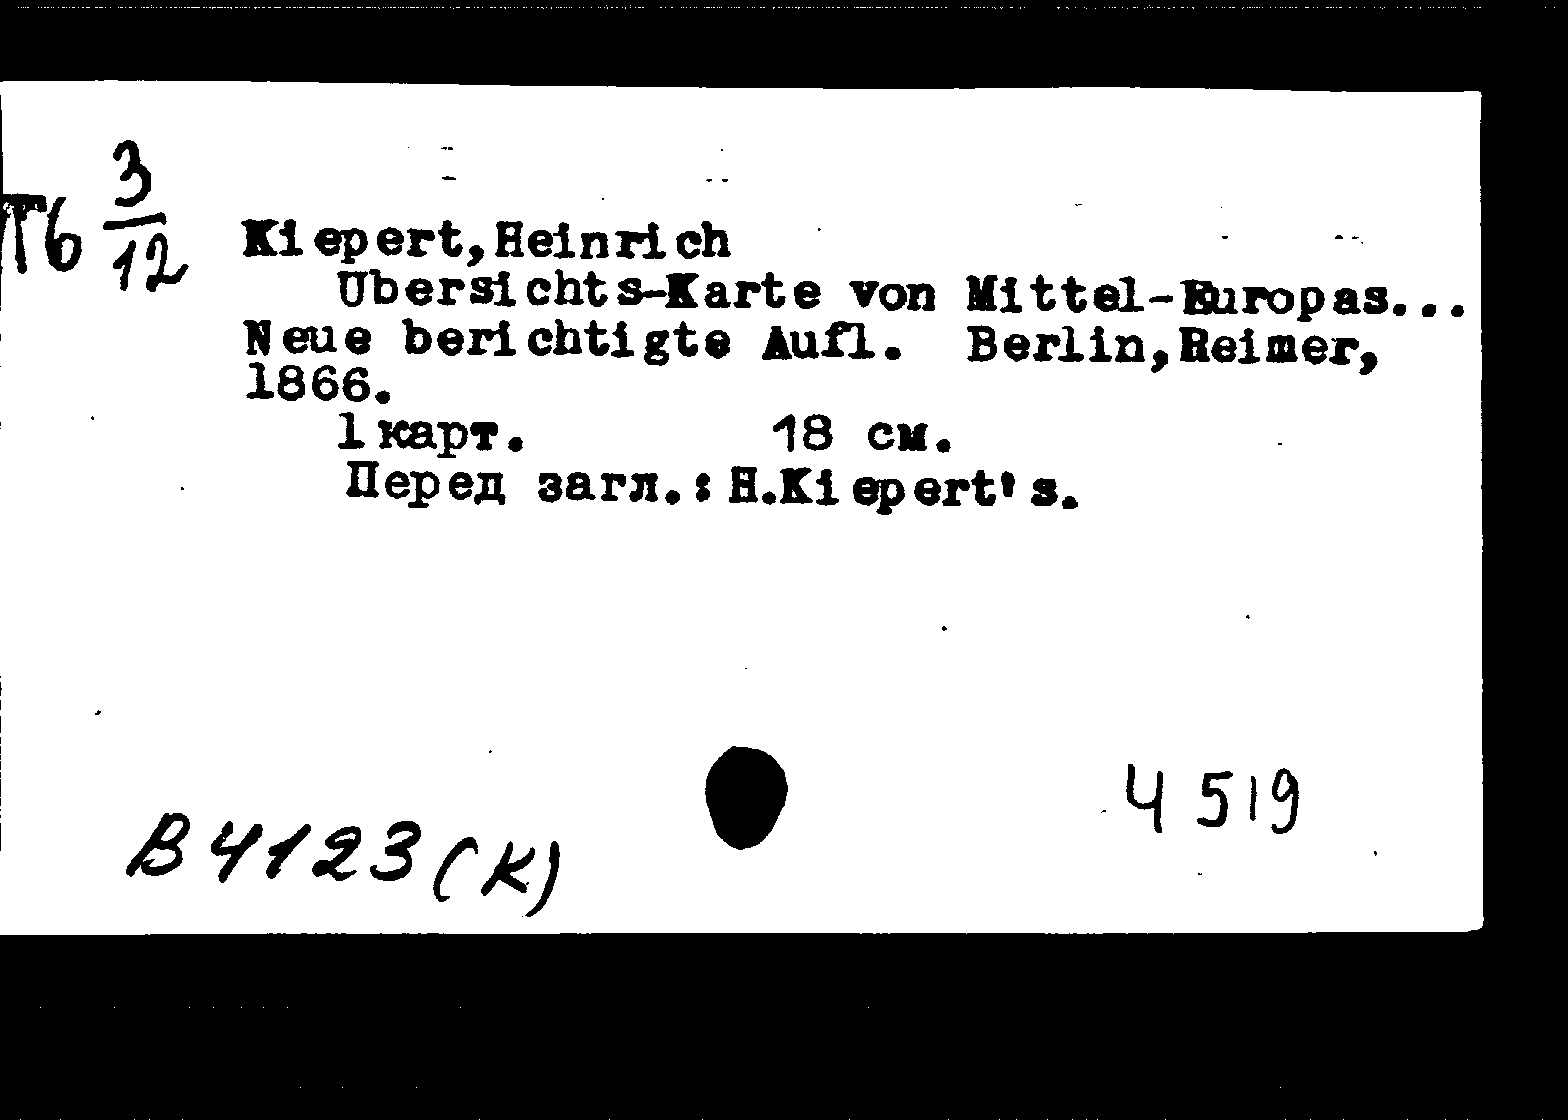 Тб 3/12
Kiepert,Heinrich
Ubersichts-Karte von Mittel-Europas...
Neue berichtigte Aufl. Berlin,Reimer,
1866.
1 карт. 18 см.
Перед загл.: H.Kiepert's.
4 519
В 4123 (К)